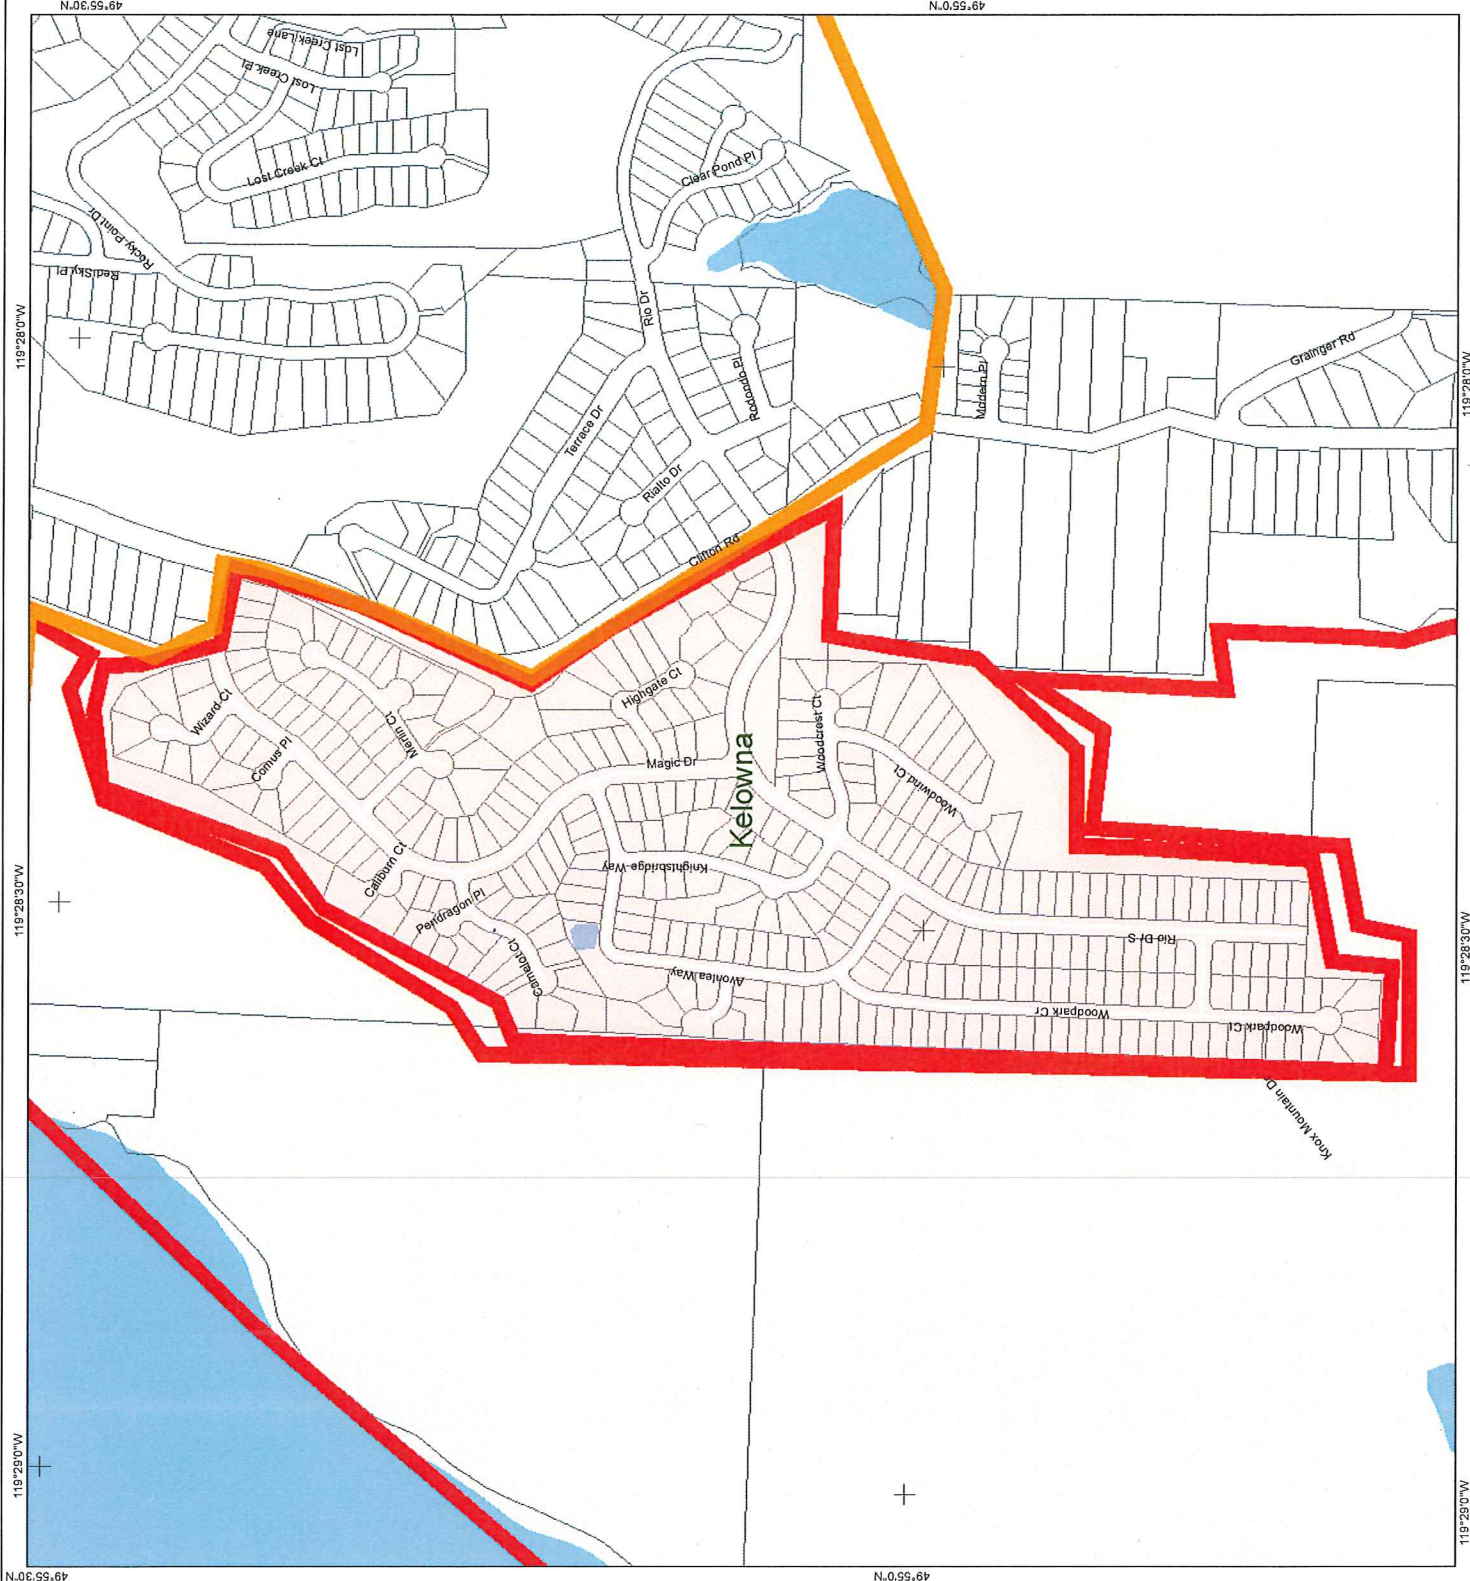 49°55'30"N
49°55'0"N
Lost Creek Lane
Lost Creek Pl
Lost Creek Ct
Clear Pond Pl
Rocky Point Dr
Red Sky Pl
119°28'0"W
Rio Dr
Grainger Rd
119°28'0"W
Rodondo Pl
Modern Pl
Terrace Dr
Rialto Dr
Clifton Rd
Highgate Ct
Wizard Ct
Merlin Ct
Comus Pl
Magic Dr
Woodcrest Ct
Kelowna
Woodwind Ct
Caliburn Ct
Knightsbridge Way
119°28'30"W
Pendragon Pl
Camelot Ct
Rio Dr S
119°28'30"W
Avonlea Way
Woodpark Cr
Woodpark Ct
Knox Mountain Dr
119°29'0"W
119°29'0"W
49°55'30"N
49°55'0"N